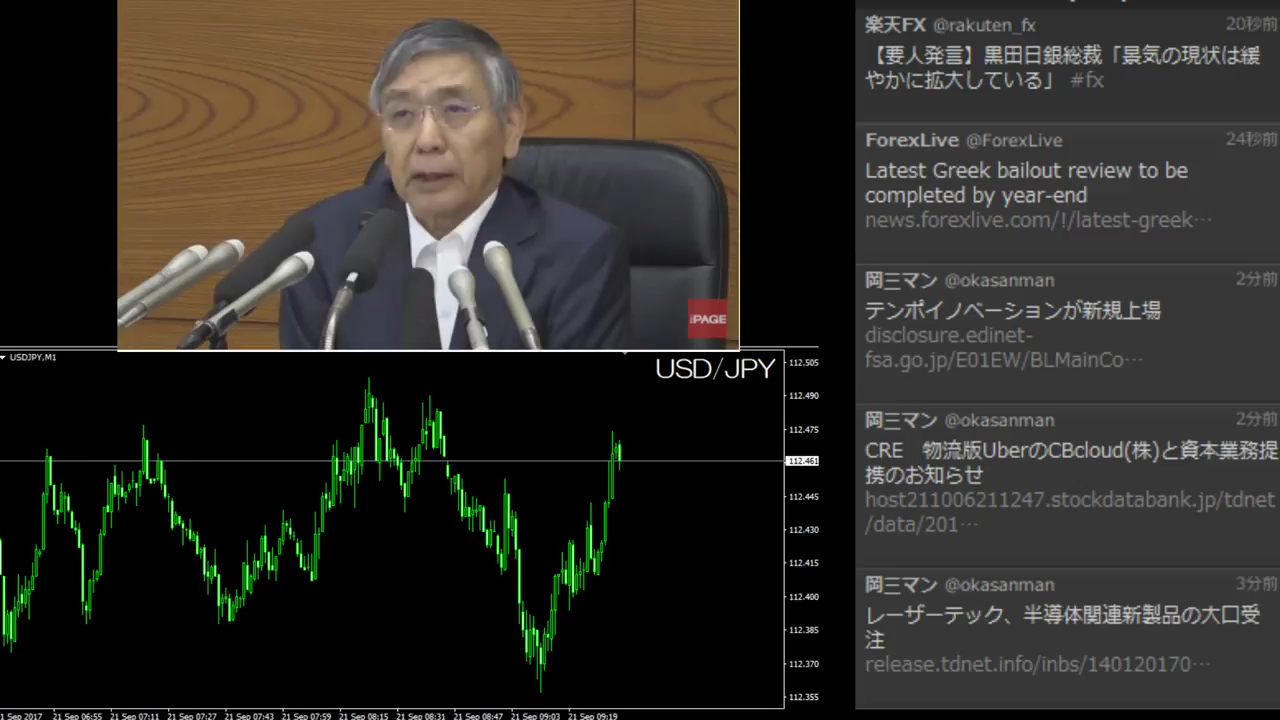 iPAGE
USDJPY,M1
USD/JPY
112.505
112.490
112.475
112.461
112.445
112.430
112.415
112.400
112.385
112.370
112.355
1 Sep 2017 21 Sep 06:55 21 Sep 07:11 21 Sep 07:27 21 Sep 07:43 21 Sep 07:59 21 Sep 08:15 21 Sep 08:31 21 Sep 08:47 21 Sep 09:03 21 Sep 09:19
楽天FX @rakuten_fx 20秒前
【要人発言】黒田日銀総裁「景気の現状は緩
やかに拡大している」 #fx
ForexLive @ForexLive 24秒前
Latest Greek bailout review to be
completed by year-end
news.forexlive.com/!/latest-greek…
岡三マン @okasanman 2分前
テンポイノベーションが新規上場
disclosure.edinet-
fsa.go.jp/E01EW/BLMainCo…
岡三マン @okasanman 2分前
CRE　物流版UberのCBcloud(株)と資本業務提
携のお知らせ
host211006211247.stockdatabank.jp/tdnet
/data/201…
岡三マン @okasanman 3分前
レーザーテック、半導体関連新製品の大口受
注
release.tdnet.info/inbs/140120170…